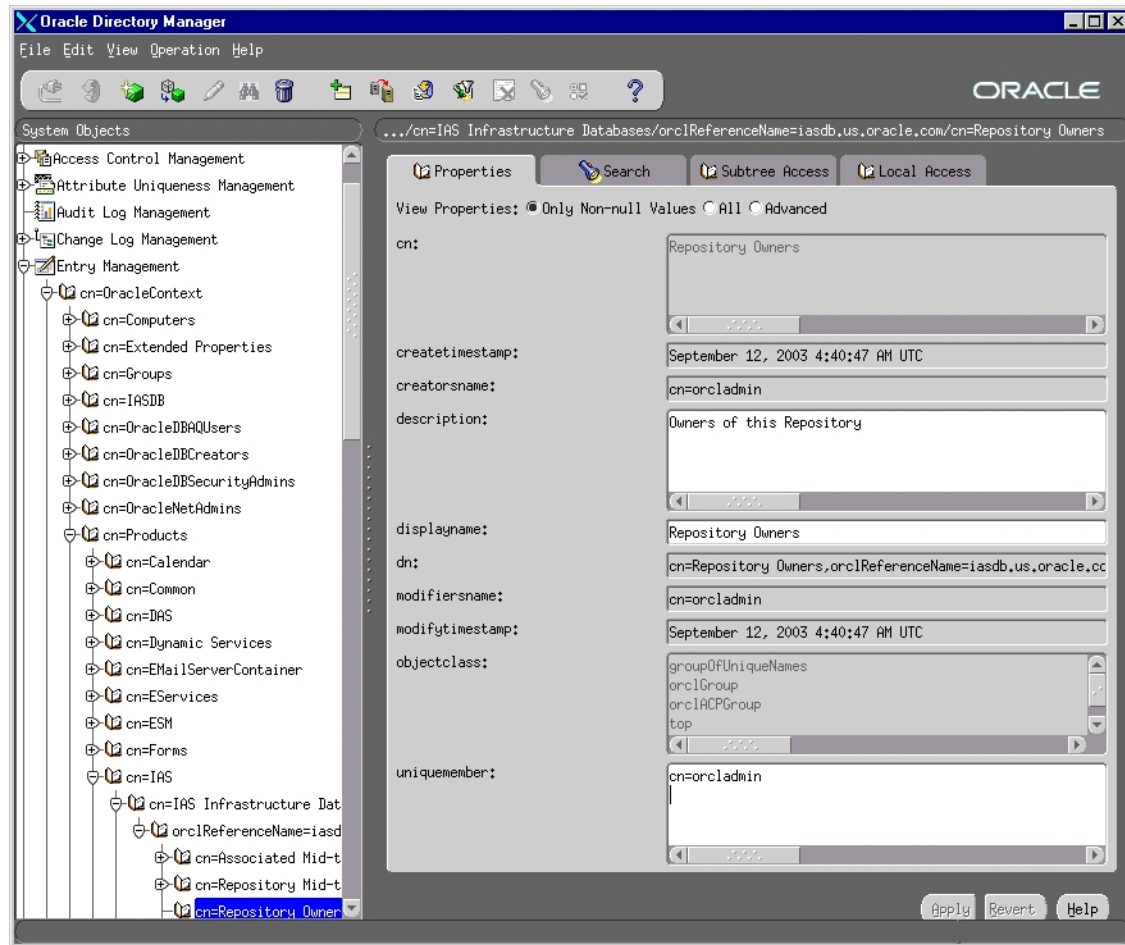 Oracle Directory Manager
File Edit View Operation Help
ORACLE
System Objects
.../cn=IAS Infrastructure Databases/orclReferenceName=iasdb.us.oracle.com/cn=Repository Owners
Access Control Management
Attribute Uniqueness Management
Audit Log Management
Change Log Management
Entry Management
cn=OracleContext
cn=Computers
cn=Extended Properties
cn=Groups
cn=IASDB
cn=OracleDBAQUsers
cn=OracleDBCreators
cn=OracleDBSecurityAdmins
cn=OracleNetAdmins
cn=Products
cn=Calendar
cn=Common
cn=DAS
cn=Dynamic Services
cn=EMailServerContainer
cn=EServices
cn=ESM
cn=Forms
cn=IAS
cn=IAS Infrastructure Dat
orclReferenceName=iasd
cn=Associated Mid-t
cn=Repository Mid-t
cn=Repository Owner
Properties Search Subtree Access Local Access
View Properties: Only Non-null Values All Advanced
cn: Repository Owners
createtimestamp: September 12, 2003 4:40:47 AM UTC
creatorsname: cn=orcladmin
description: Owners of this Repository
displayname: Repository Owners
dn: cn=Repository Owners,orclReferenceName=iasdb.us.oracle.cc
modifiersname: cn=orcladmin
modifytimestamp: September 12, 2003 4:40:47 AM UTC
objectclass: groupOfUniqueNames
orclGroup
orclACPGroup
top
uniquemember: cn=orcladmin
Apply Revert Help